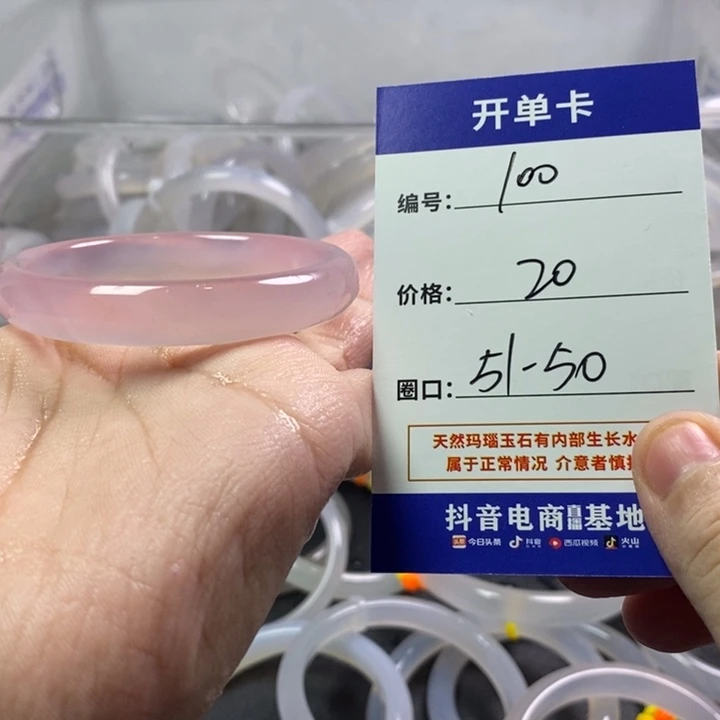 开单卡
编号: 100
价格: 20
圈口: 51-50
天然玛瑙玉石有内部生长水
属于正常情况 介意者慎
抖音电商直播基地
今日头条 抖音 西瓜视频 火山